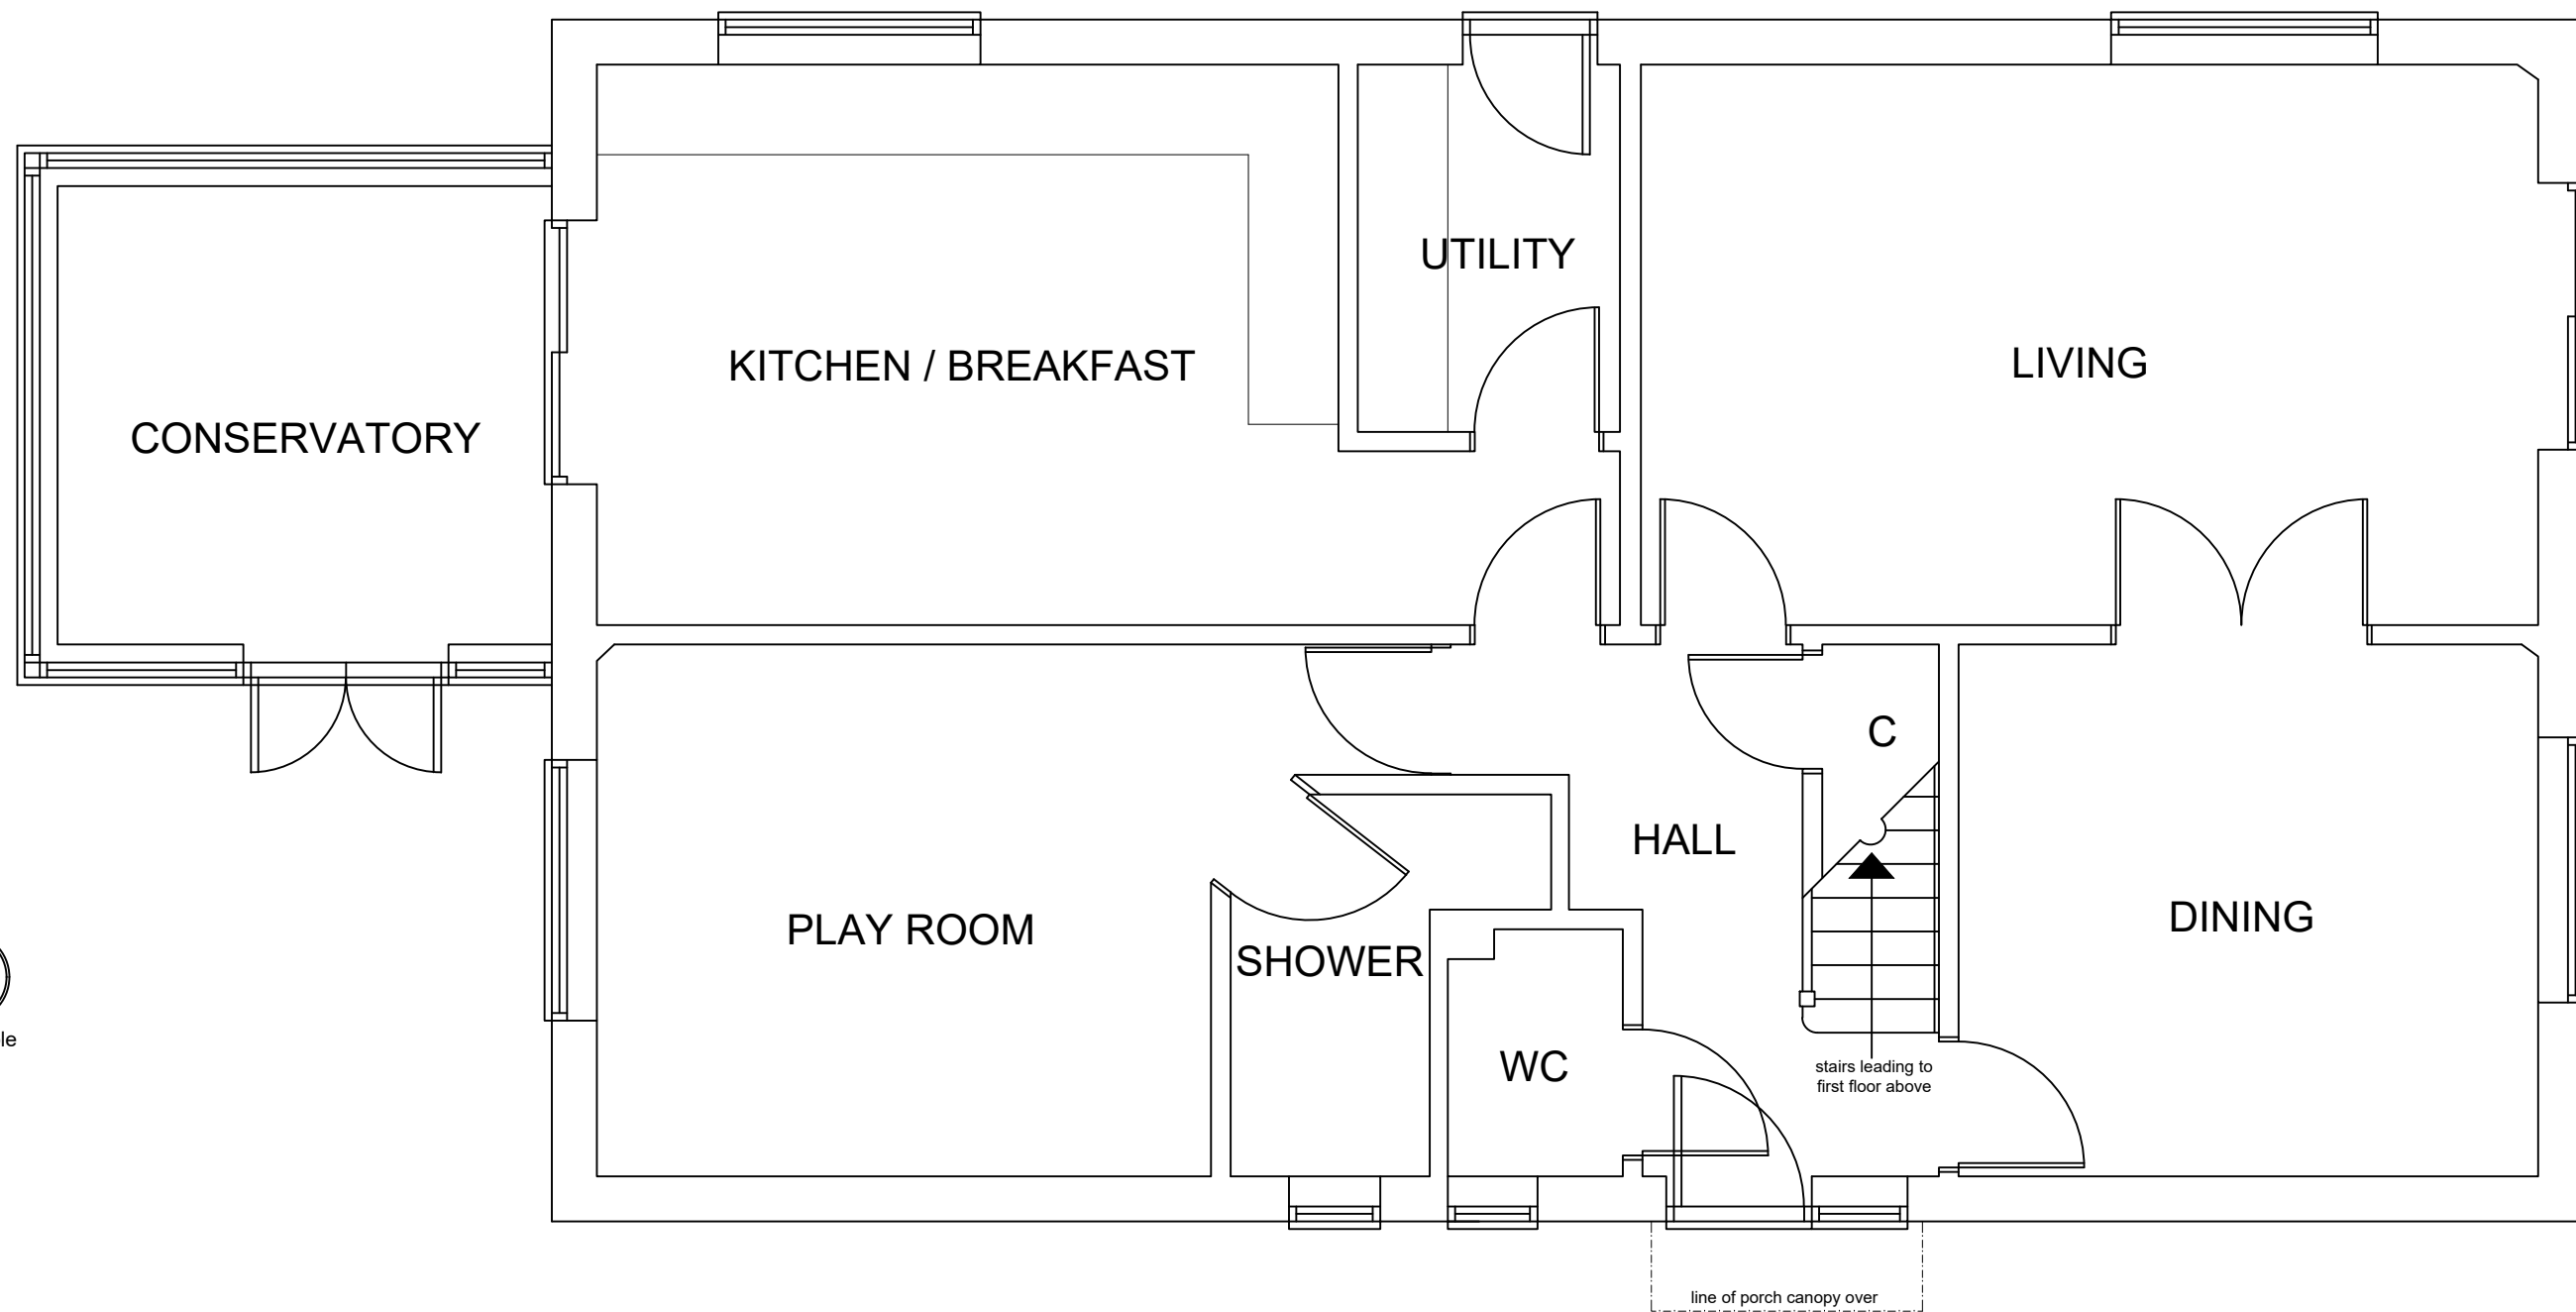 UTILITY
KITCHEN / BREAKFAST
LIVING
CONSERVATORY
C
HALL
PLAY ROOM
DINING
SHOWER
WC
stairs leading to
first floor above
line of porch canopy over